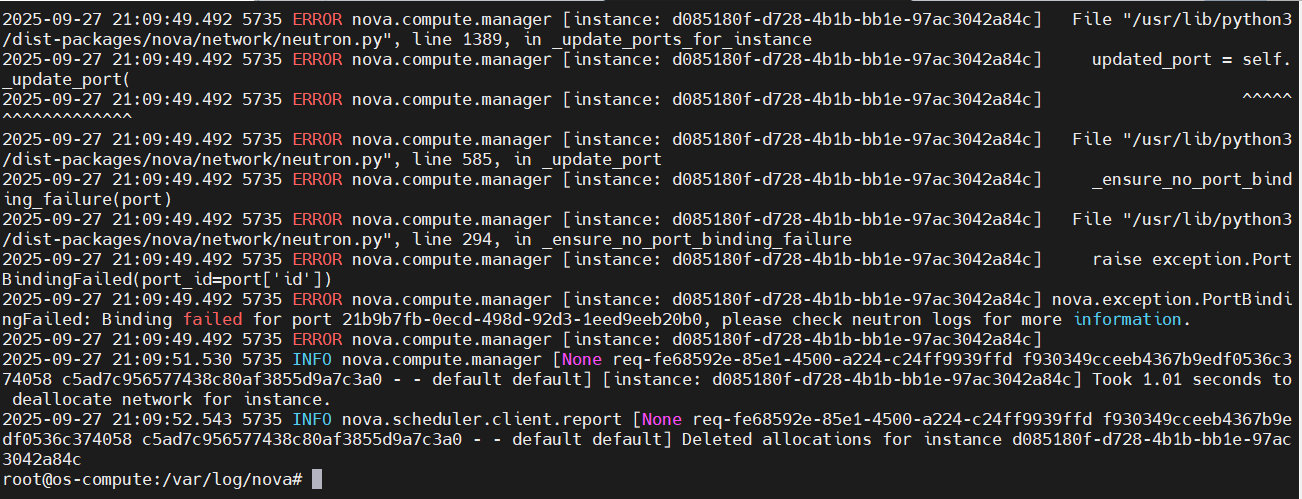 2025-09-27 21:09:49.492 5735 ERROR nova.compute.manager [instance: d085180f-d728-4b1b-bb1e-97ac3042a84c]   File "/usr/lib/python3
/dist-packages/nova/network/neutron.py", line 1389, in _update_ports_for_instance
2025-09-27 21:09:49.492 5735 ERROR nova.compute.manager [instance: d085180f-d728-4b1b-bb1e-97ac3042a84c]     updated_port = self.
_update_port(
2025-09-27 21:09:49.492 5735 ERROR nova.compute.manager [instance: d085180f-d728-4b1b-bb1e-97ac3042a84c]                    ^^^^^
^^^^^^^^^^^^^
2025-09-27 21:09:49.492 5735 ERROR nova.compute.manager [instance: d085180f-d728-4b1b-bb1e-97ac3042a84c]   File "/usr/lib/python3
/dist-packages/nova/network/neutron.py", line 585, in _update_port
2025-09-27 21:09:49.492 5735 ERROR nova.compute.manager [instance: d085180f-d728-4b1b-bb1e-97ac3042a84c]     _ensure_no_port_bind
ing_failure(port)
2025-09-27 21:09:49.492 5735 ERROR nova.compute.manager [instance: d085180f-d728-4b1b-bb1e-97ac3042a84c]   File "/usr/lib/python3
/dist-packages/nova/network/neutron.py", line 294, in _ensure_no_port_binding_failure
2025-09-27 21:09:49.492 5735 ERROR nova.compute.manager [instance: d085180f-d728-4b1b-bb1e-97ac3042a84c]     raise exception.Port
BindingFailed(port_id=port['id'])
2025-09-27 21:09:49.492 5735 ERROR nova.compute.manager [instance: d085180f-d728-4b1b-bb1e-97ac3042a84c] nova.exception.PortBindi
ngFailed: Binding failed for port 21b9b7fb-0ecd-498d-92d3-1eed9eeb20b0, please check neutron logs for more information.
2025-09-27 21:09:49.492 5735 ERROR nova.compute.manager [instance: d085180f-d728-4b1b-bb1e-97ac3042a84c]
2025-09-27 21:09:51.530 5735 INFO nova.compute.manager [None req-fe68592e-85e1-4500-a224-c24ff9939ffd f930349cceeb4367b9edf0536c3
74058 c5ad7c956577438c80af3855d9a7c3a0 - - default default] [instance: d085180f-d728-4b1b-bb1e-97ac3042a84c] Took 1.01 seconds to
 deallocate network for instance.
2025-09-27 21:09:52.543 5735 INFO nova.scheduler.client.report [None req-fe68592e-85e1-4500-a224-c24ff9939ffd f930349cceeb4367b9e
df0536c374058 c5ad7c956577438c80af3855d9a7c3a0 - - default default] Deleted allocations for instance d085180f-d728-4b1b-bb1e-97ac
3042a84c
root@os-compute:/var/log/nova#